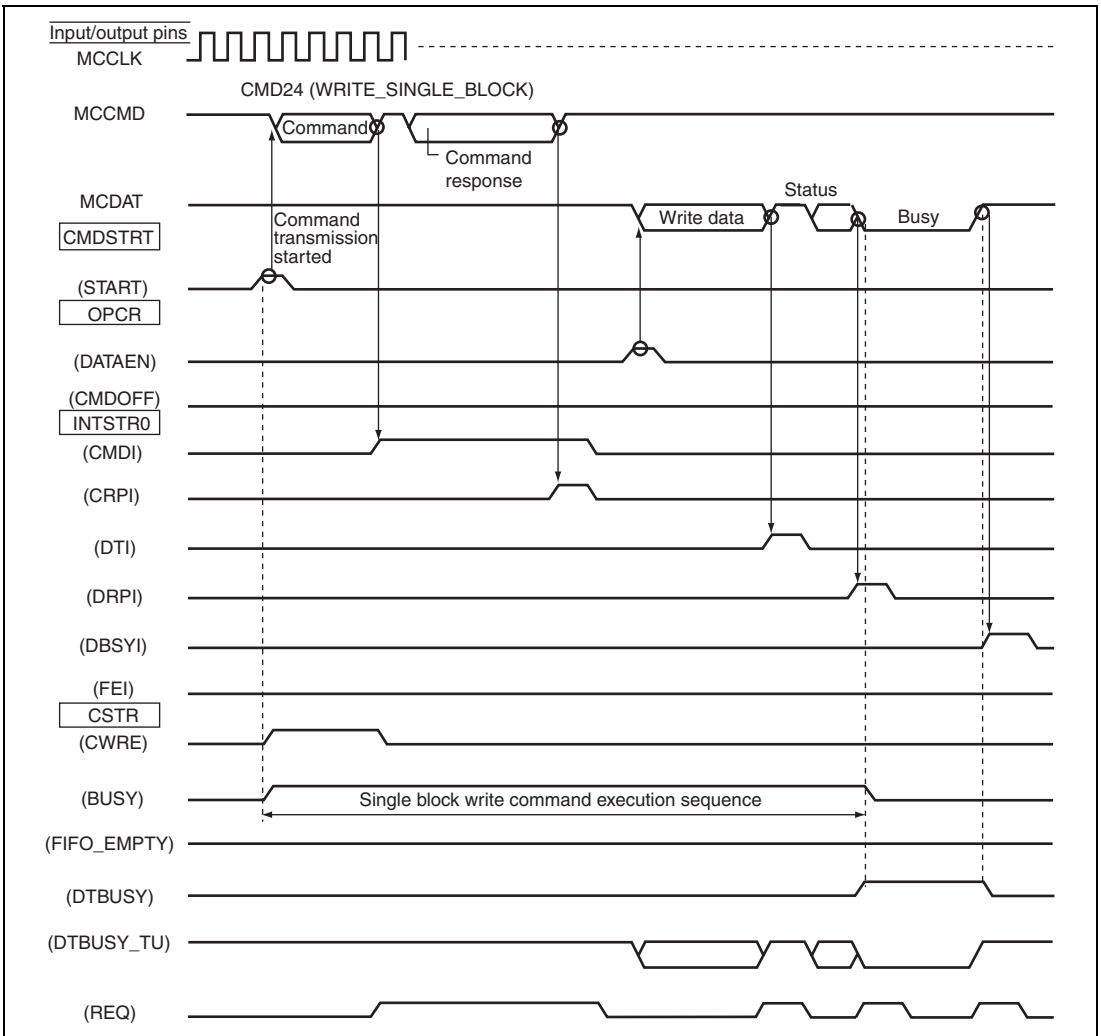 Input/output pins
MCCLK
CMD24 (WRITE_SINGLE_BLOCK)
MCCMD
Command
Command
response
MCDAT
Status
Write data
Busy
CMDSTRT
Command
transmission
started
(START)
OPCR
(DATAEN)
(CMDOFF)
INTSTR0
(CMDI)
(CRPI)
(DTI)
(DRPI)
(DBSYI)
(FEI)
CSTR
(CWRE)
(BUSY)
Single block write command execution sequence
(FIFO_EMPTY)
(DTBUSY)
(DTBUSY_TU)
(REQ)